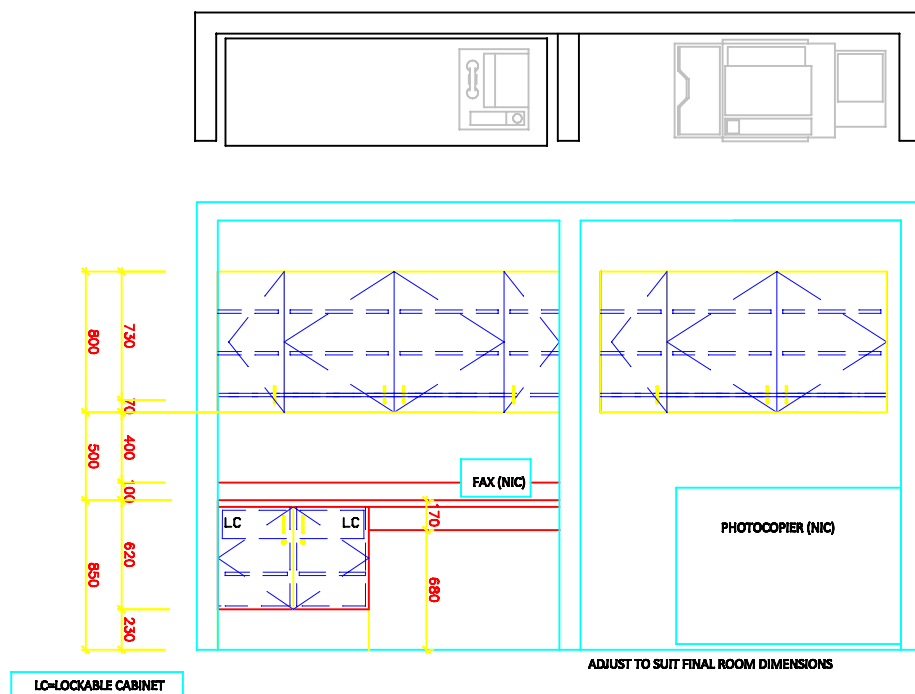 800
730
70
500
400
100
FAX (NIC)
170
LC
LC
PHOTOCOPIER (NIC)
850
620
680
230
ADJUST TO SUIT FINAL ROOM DIMENSIONS
LC=LOCKABLE CABINET